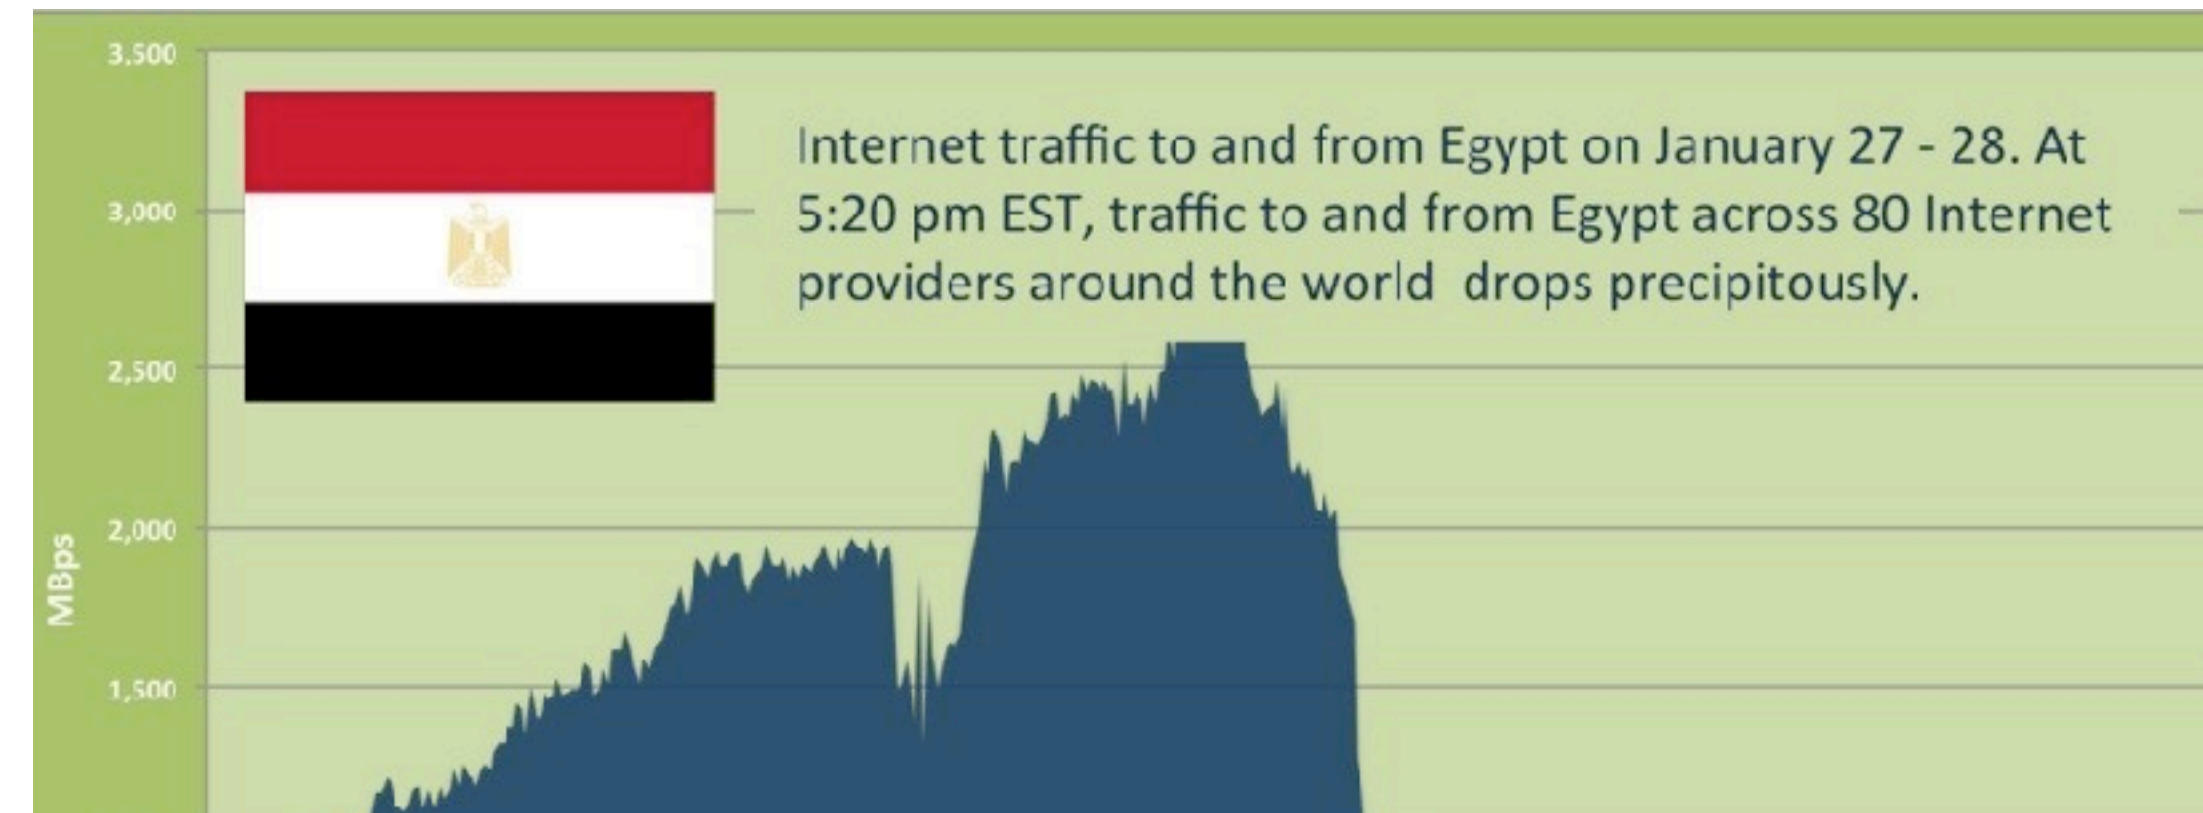 3,500
Internet traffic to and from Egypt on January 27 - 28. At
5:20 pm EST, traffic to and from Egypt across 80 Internet
providers around the world  drops precipitously.
3,000
2,500
2,000
MBps
1,500